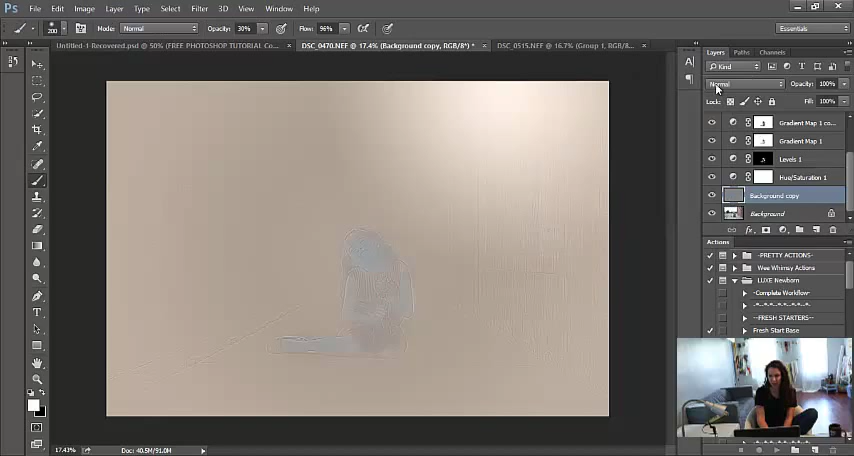 Ps File Edit Image Layer Type Select Filter 3D View Window Help
200 Mode: Normal Opacity: 30% Flow: 96% Essentials
Untitled-1-Recovered.psd @ 50% (FREE PHOTOSHOP TUTORIAL Co... × DSC_0470.NEF @ 17.4% (Background copy, RGB/8*) * × DSC_0515.NEF @ 16.7% (Group 1, RGB/8... ×
Layers Paths Channels
Kind
Normal Opacity: 100%
Lock: Fill: 100%
Gradient Map 1 co...
Gradient Map 1
Levels 1
Hue/Saturation 1
Background copy
Background
fx
Actions
-PRETTY ACTIONS-
Wee Whimsy Actions
LUXE Newborn
-Complete Workflow-
--FRESH STARTERS--
Fresh Start Base
17.43% Doc: 40.5M/91.0M